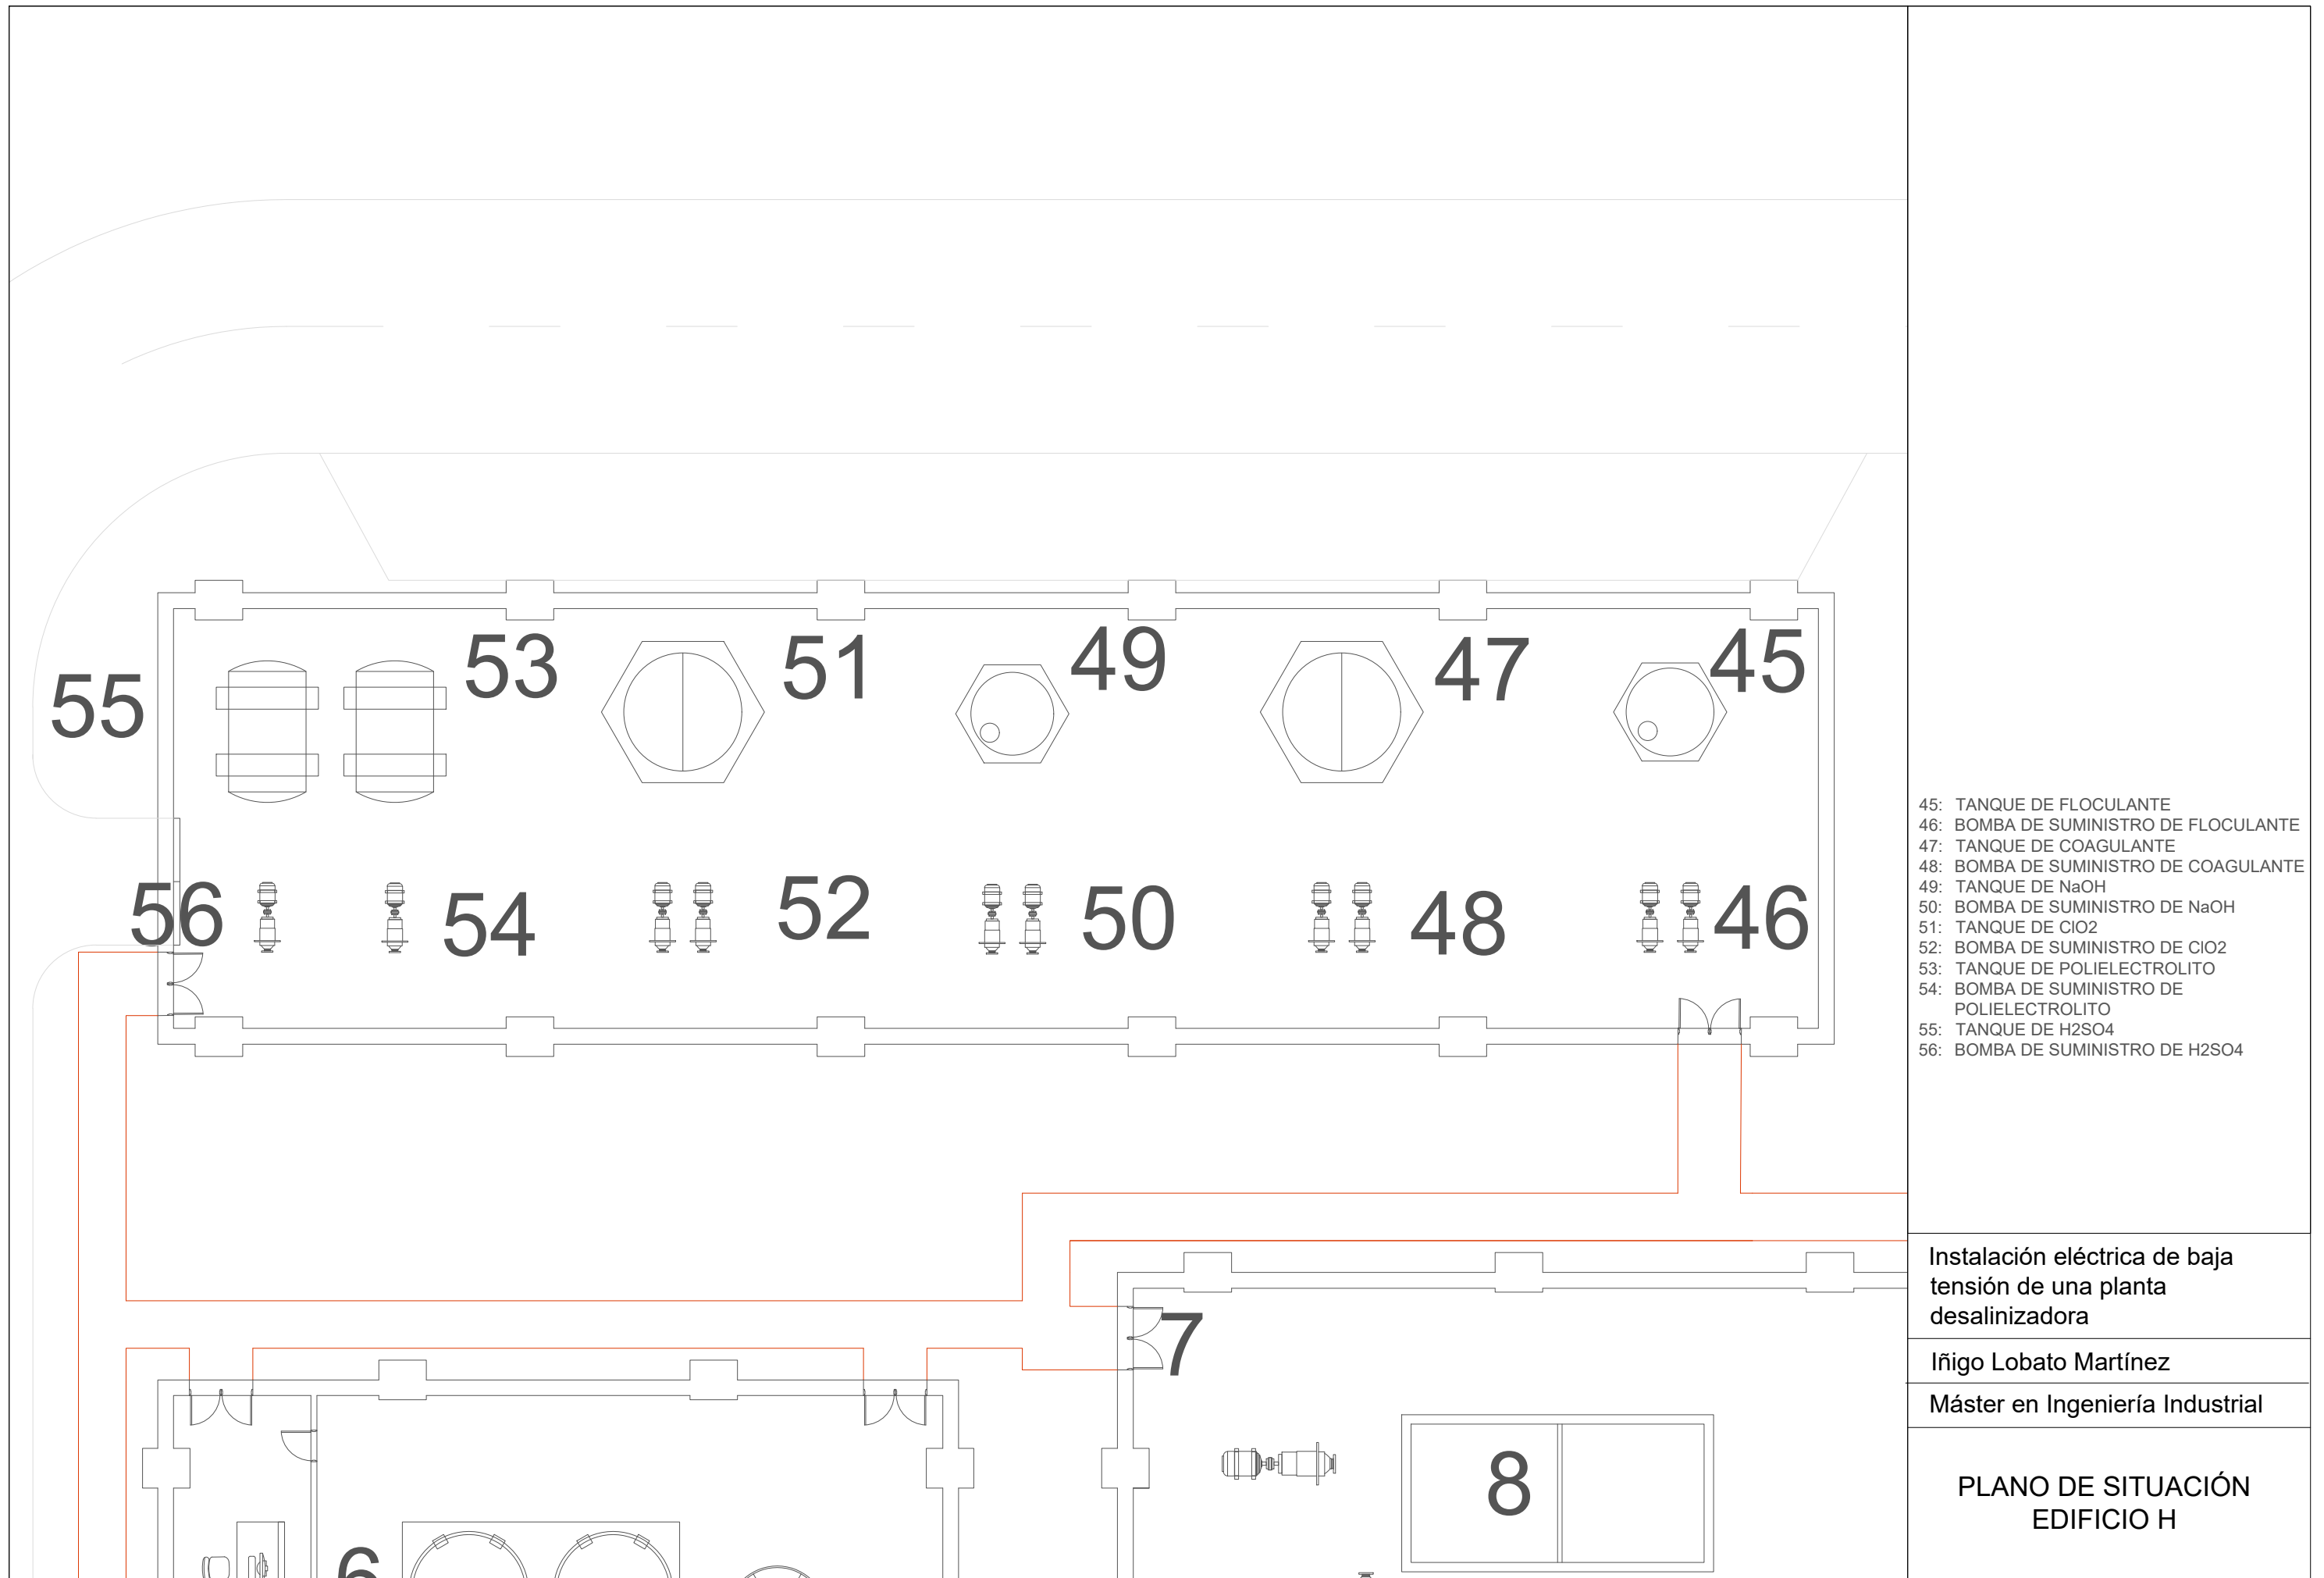 55
53
51
49
47
45
56
54
52
50
48
46
7
8
6
45: TANQUE DE FLOCULANTE
46: BOMBA DE SUMINISTRO DE FLOCULANTE
47: TANQUE DE COAGULANTE
48: BOMBA DE SUMINISTRO DE COAGULANTE
49: TANQUE DE NaOH
50: BOMBA DE SUMINISTRO DE NaOH
51: TANQUE DE ClO2
52: BOMBA DE SUMINISTRO DE ClO2
53: TANQUE DE POLIELECTROLITO
54: BOMBA DE SUMINISTRO DE
POLIELECTROLITO
55: TANQUE DE H2SO4
56: BOMBA DE SUMINISTRO DE H2SO4
Instalación eléctrica de baja
tensión de una planta
desalinizadora
Iñigo Lobato Martínez
Máster en Ingeniería Industrial
PLANO DE SITUACIÓN
EDIFICIO H